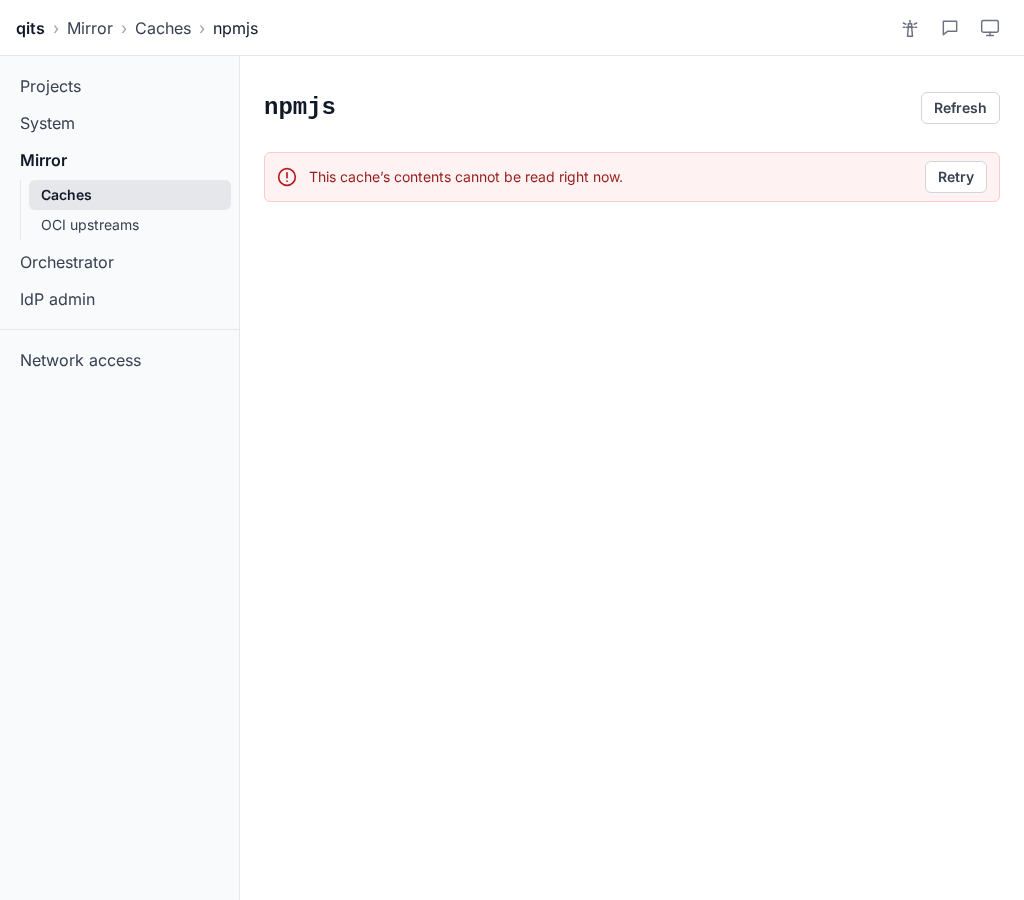 qits › Mirror › Caches › npmjs
Projects
System
Mirror
Caches
OCI upstreams
Orchestrator
IdP admin
Network access
npmjs
Refresh
This cache’s contents cannot be read right now.
Retry